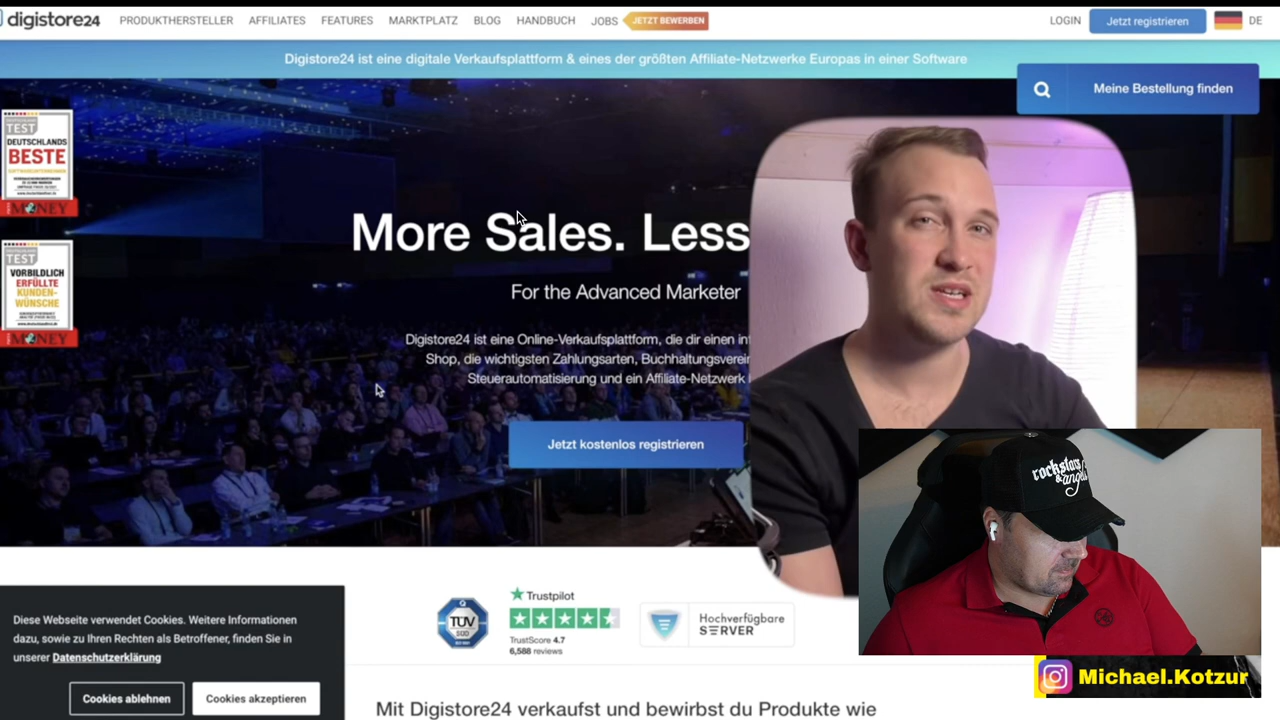 digistore24
PRODUKTHERSTELLER AFFILIATES FEATURES MARKTPLATZ BLOG HANDBUCH JOBS JETZT BEWERBEN LOGIN Jetzt registrieren DE
Digistore24 ist eine digitale Verkaufsplattform & eines der größten Affiliate-Netzwerke Europas in einer Software
Meine Bestellung finden
TEST
DEUTSCHLANDS
BESTE
MONEY
TEST
VORBILDLICH
ERFÜLLTE
KUNDEN-
WÜNSCHE
MONEY
More Sales. Less
For the Advanced Marketer
Digistore24 ist eine Online-Verkaufsplattform, die dir einen
Shop, die wichtigsten Zahlungsarten,
Steuerautomatisierung und ein Affiliate-Netzwerk
Jetzt kostenlos registrieren
rockstars
& angels
Diese Webseite verwendet Cookies. Weitere Informationen
dazu, sowie zu Ihren Rechten als Betroffener, finden Sie in
unserer Datenschutzerklärung
Cookies ablehnen Cookies akzeptieren
TÜV
SÜD
Trustpilot
TrustScore 4.7
6,588 reviews
Hochverfügbare
SERVER
Michael.Kotzur
Mit Digistore24 verkaufst und bewirbst du Produkte wie